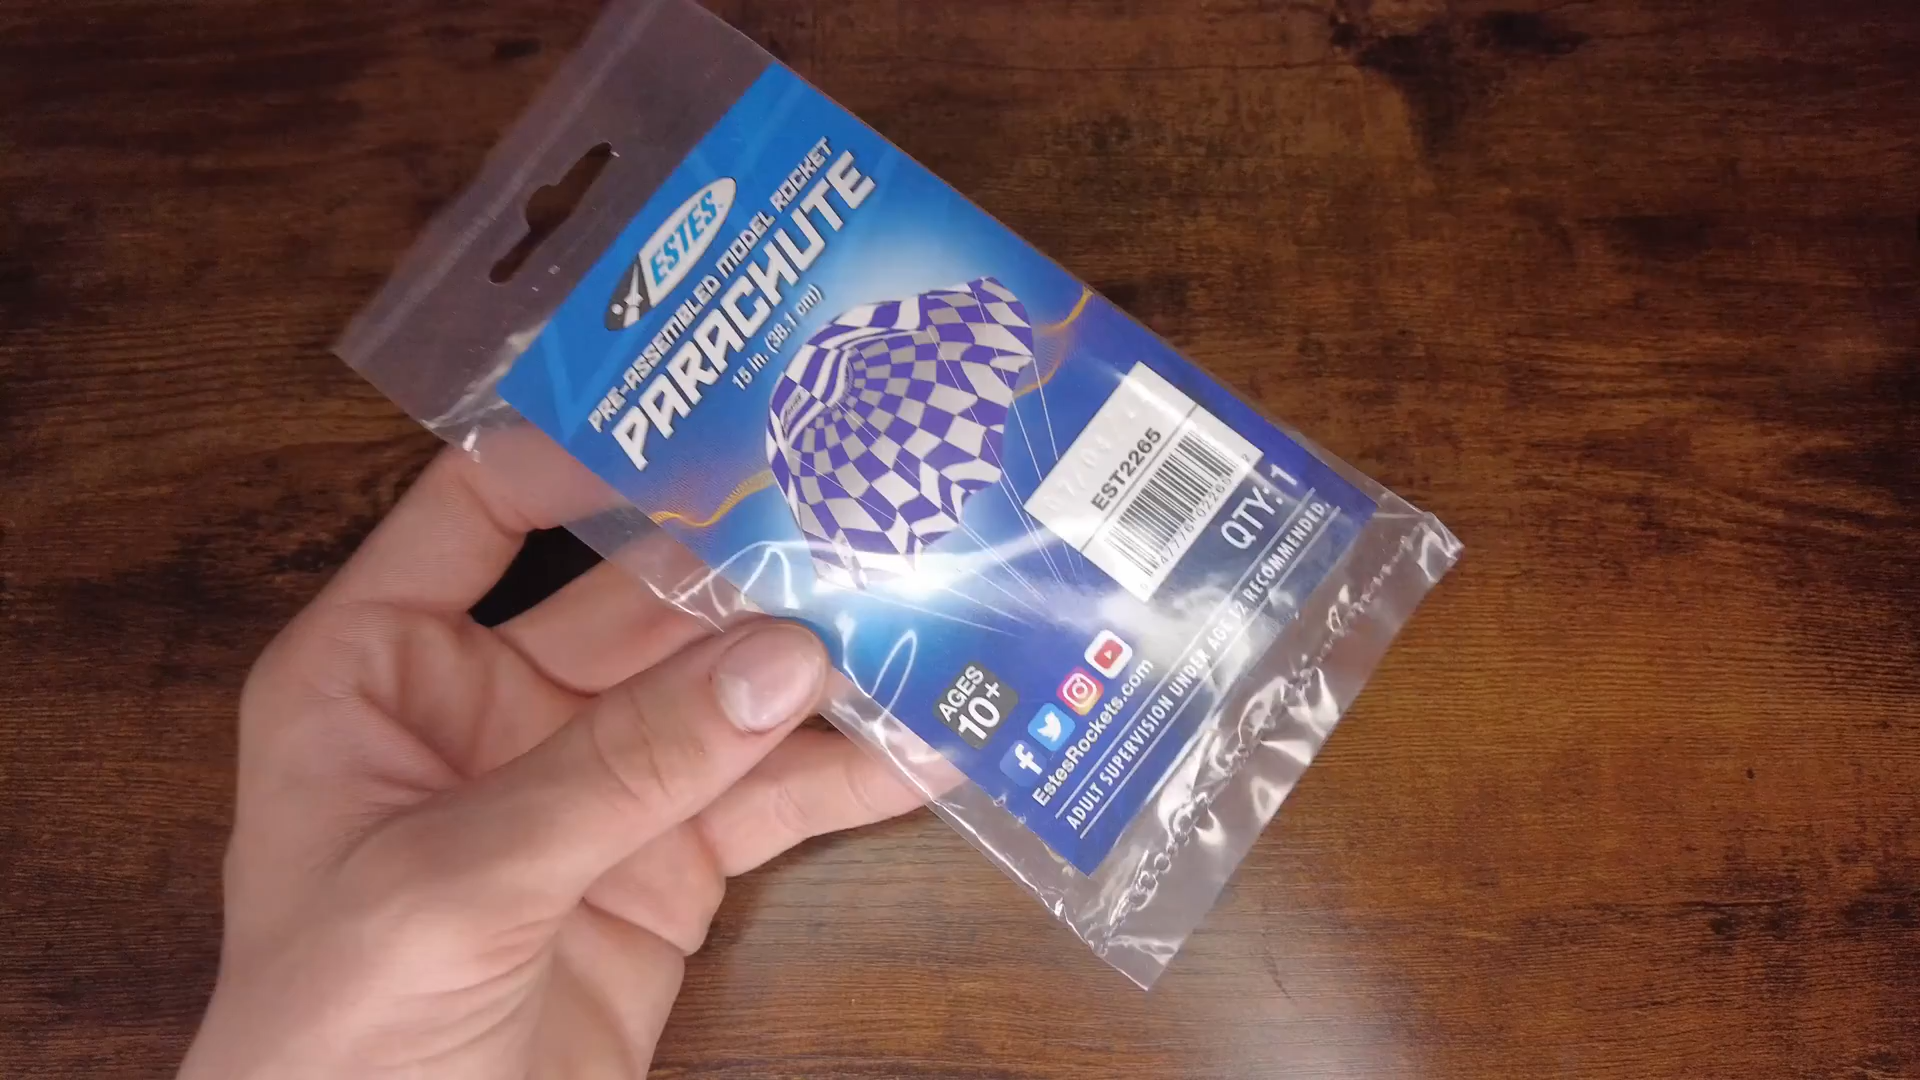 ESTES
PRE-ASSEMBLED MODEL ROCKET
PARACHUTE
15 in. (38.1 cm)
EST2265
QTY: 1
AGES
10+
EstesRockets.com
ADULT SUPERVISION UNDER AGE 12 RECOMMENDED.